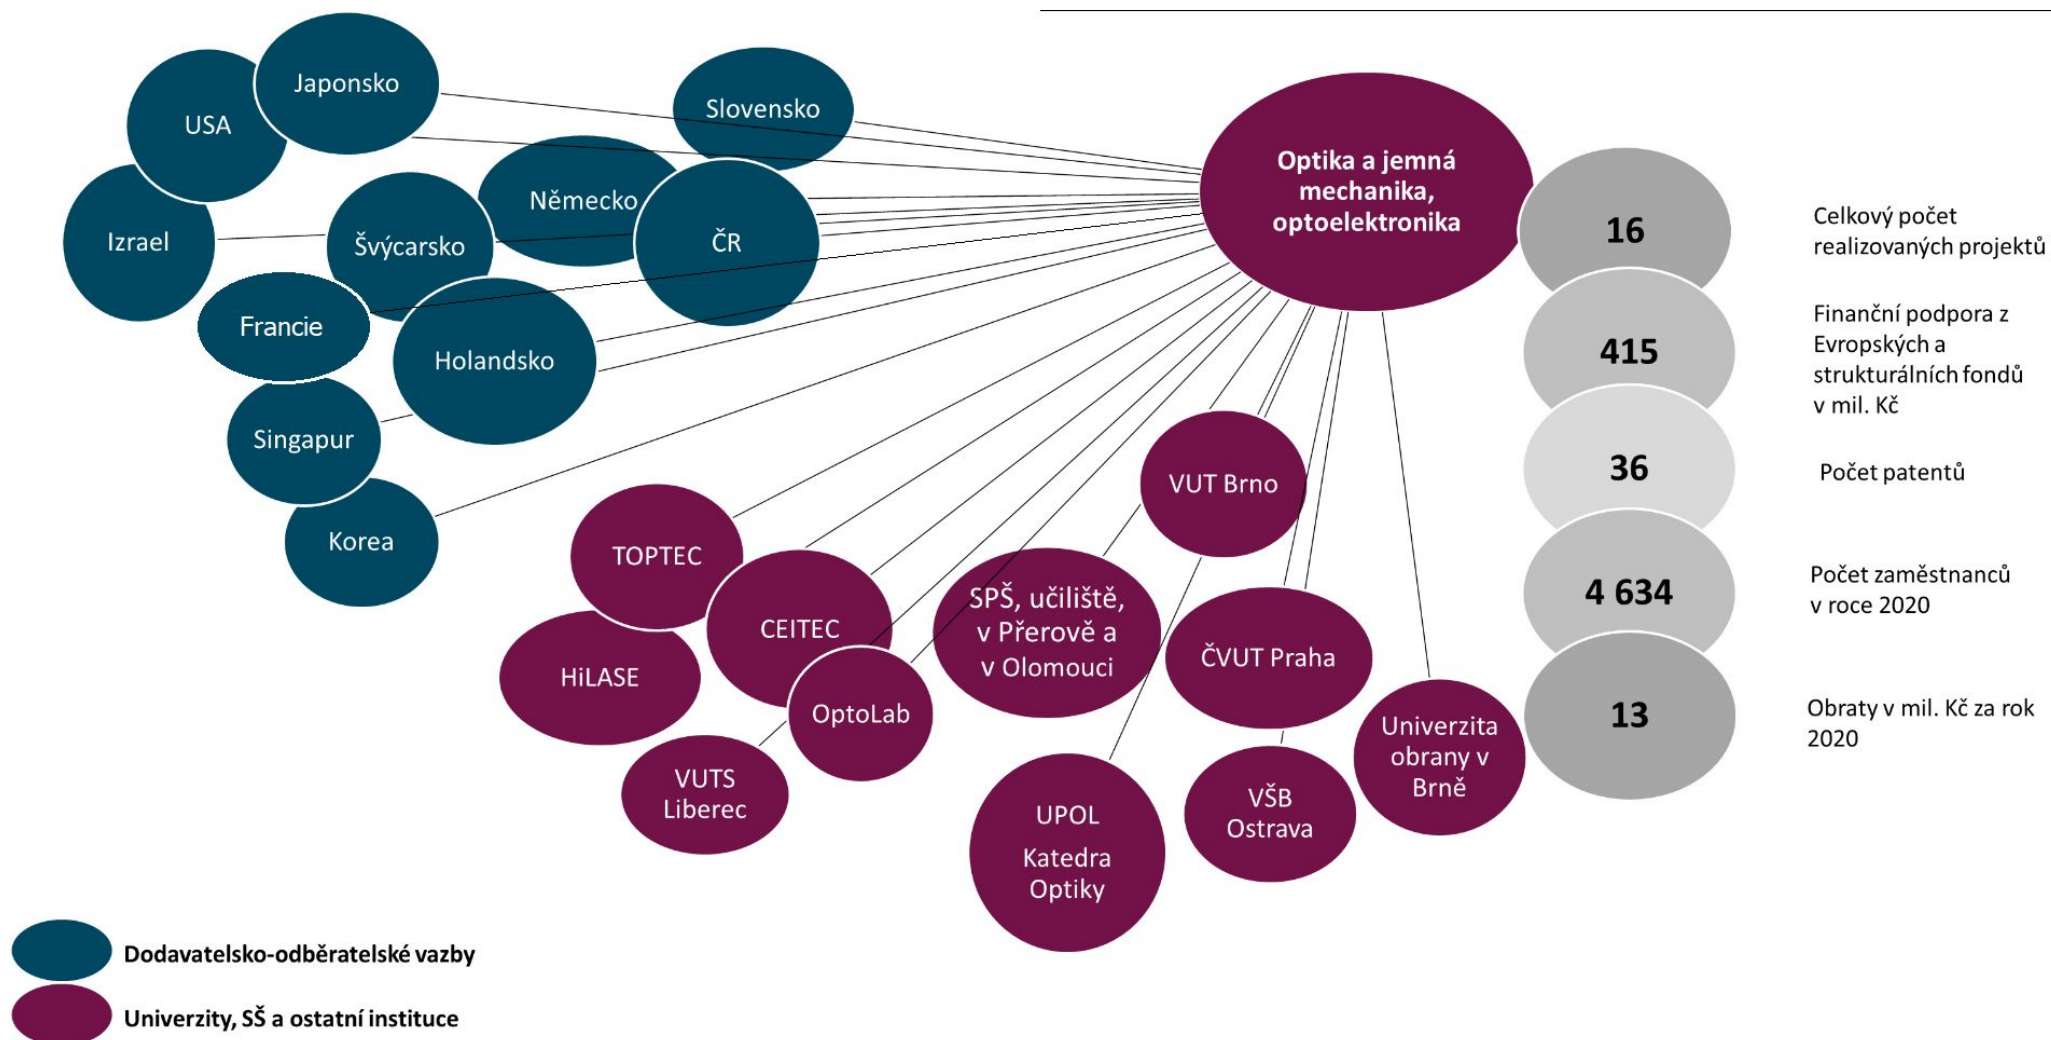 Japonsko
USA
Slovensko
Německo
Izrael
Švýcarsko
ČR
Francie
Holandsko
Singapur
Korea
Optika a jemná
mechanika,
optoelektronika
16
Celkový počet
realizovaných projektů
415
Finanční podpora z
Evropských a
strukturálních fondů
v mil. Kč
36
Počet patentů
4 634
Počet zaměstnanců
v roce 2020
13
Obraty v mil. Kč za rok
2020
VUT Brno
TOPTEC
CEITEC
SPŠ, učiliště,
v Přerově a
v Olomouci
ČVUT Praha
HiLASE
OptoLab
Univerzita
obrany v
Brně
VUTS
Liberec
UPOL
Katedra
Optiky
VŠB
Ostrava
Dodavatelsko-odběratelské vazby
Univerzity, SŠ a ostatní instituce